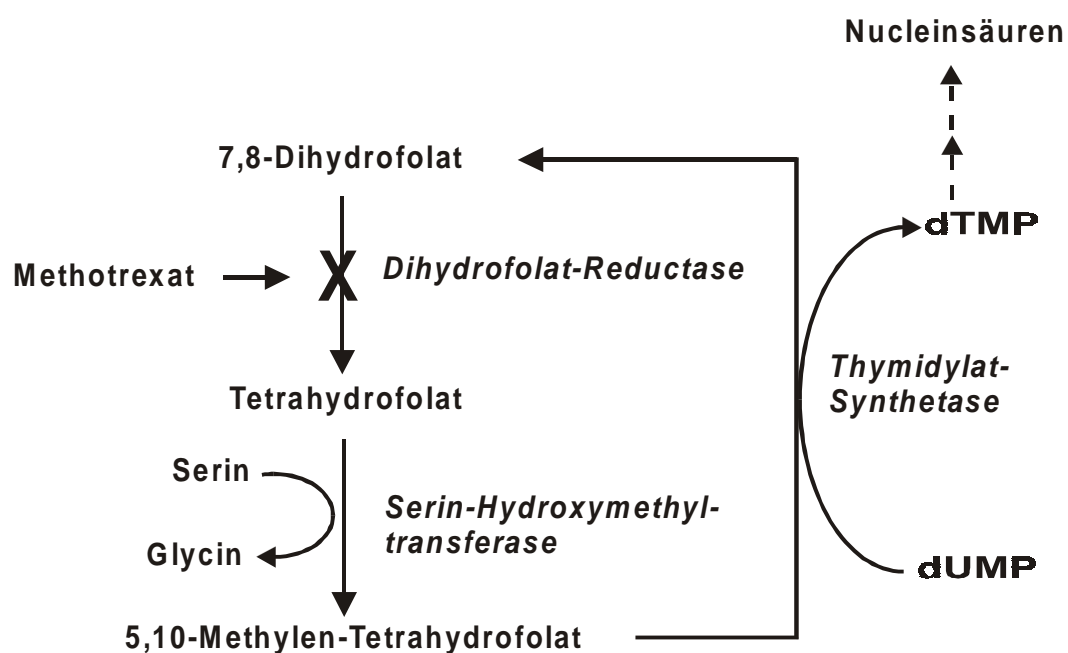 Nucleinsäuren
7,8-Dihydrofolat
dTMP
Methotrexat
X
Dihydrofolat-Reductase
Thymidylat-
Synthetase
Tetrahydrofolat
Serin
Serin-Hydroxymethyl-
transferase
Glycin
dUMP
5,10-Methylen-Tetrahydrofolat